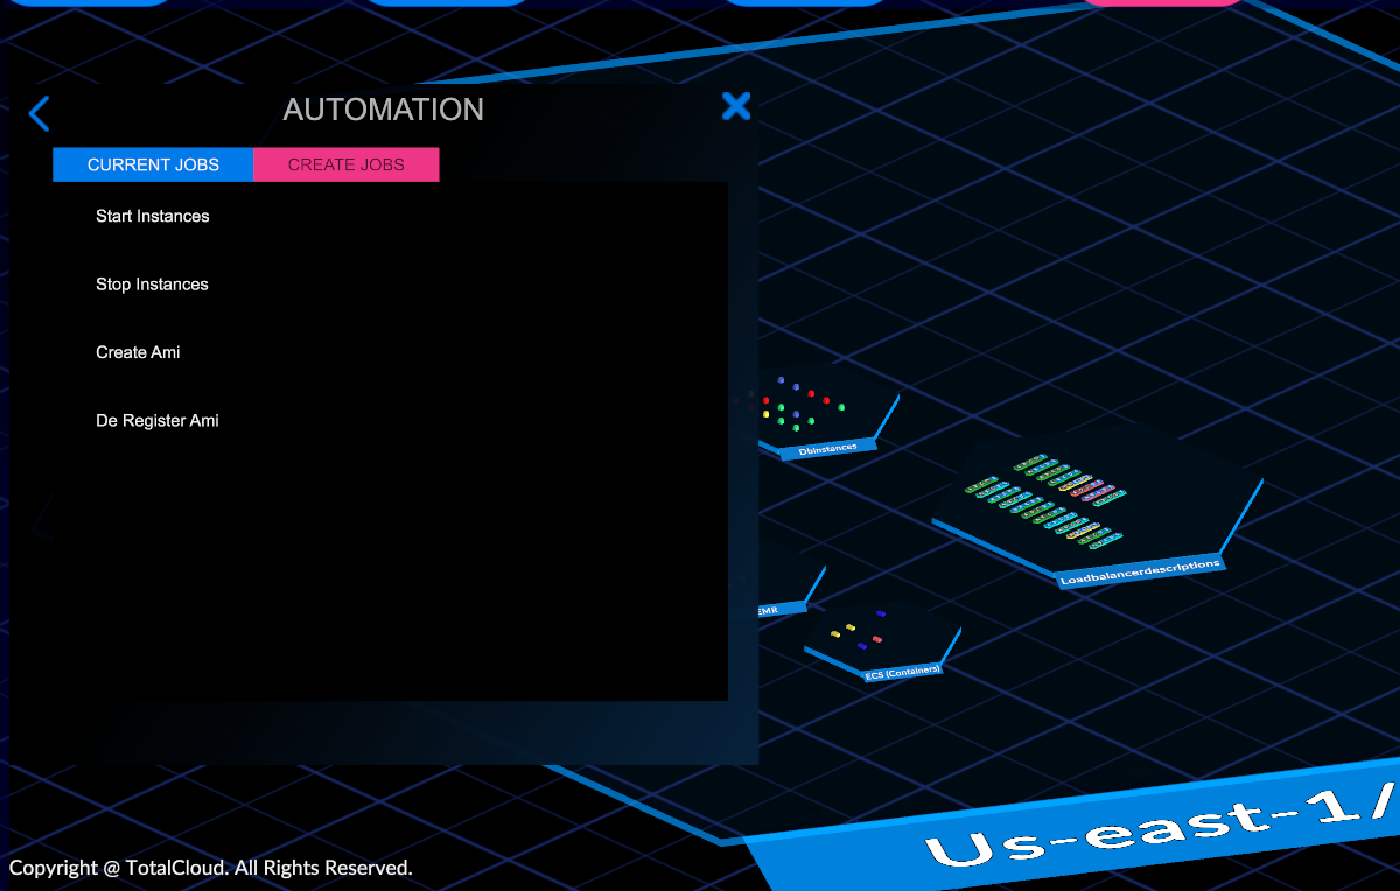 AUTOMATION
CURRENT JOBS
CREATE JOBS
Start Instances
Stop Instances
Create Ami
De Register Ami
DbInstances
Loadbalancerdescriptions
EMR
ECS (Containers)
Us-east-1/
Copyright @ TotalCloud. All Rights Reserved.